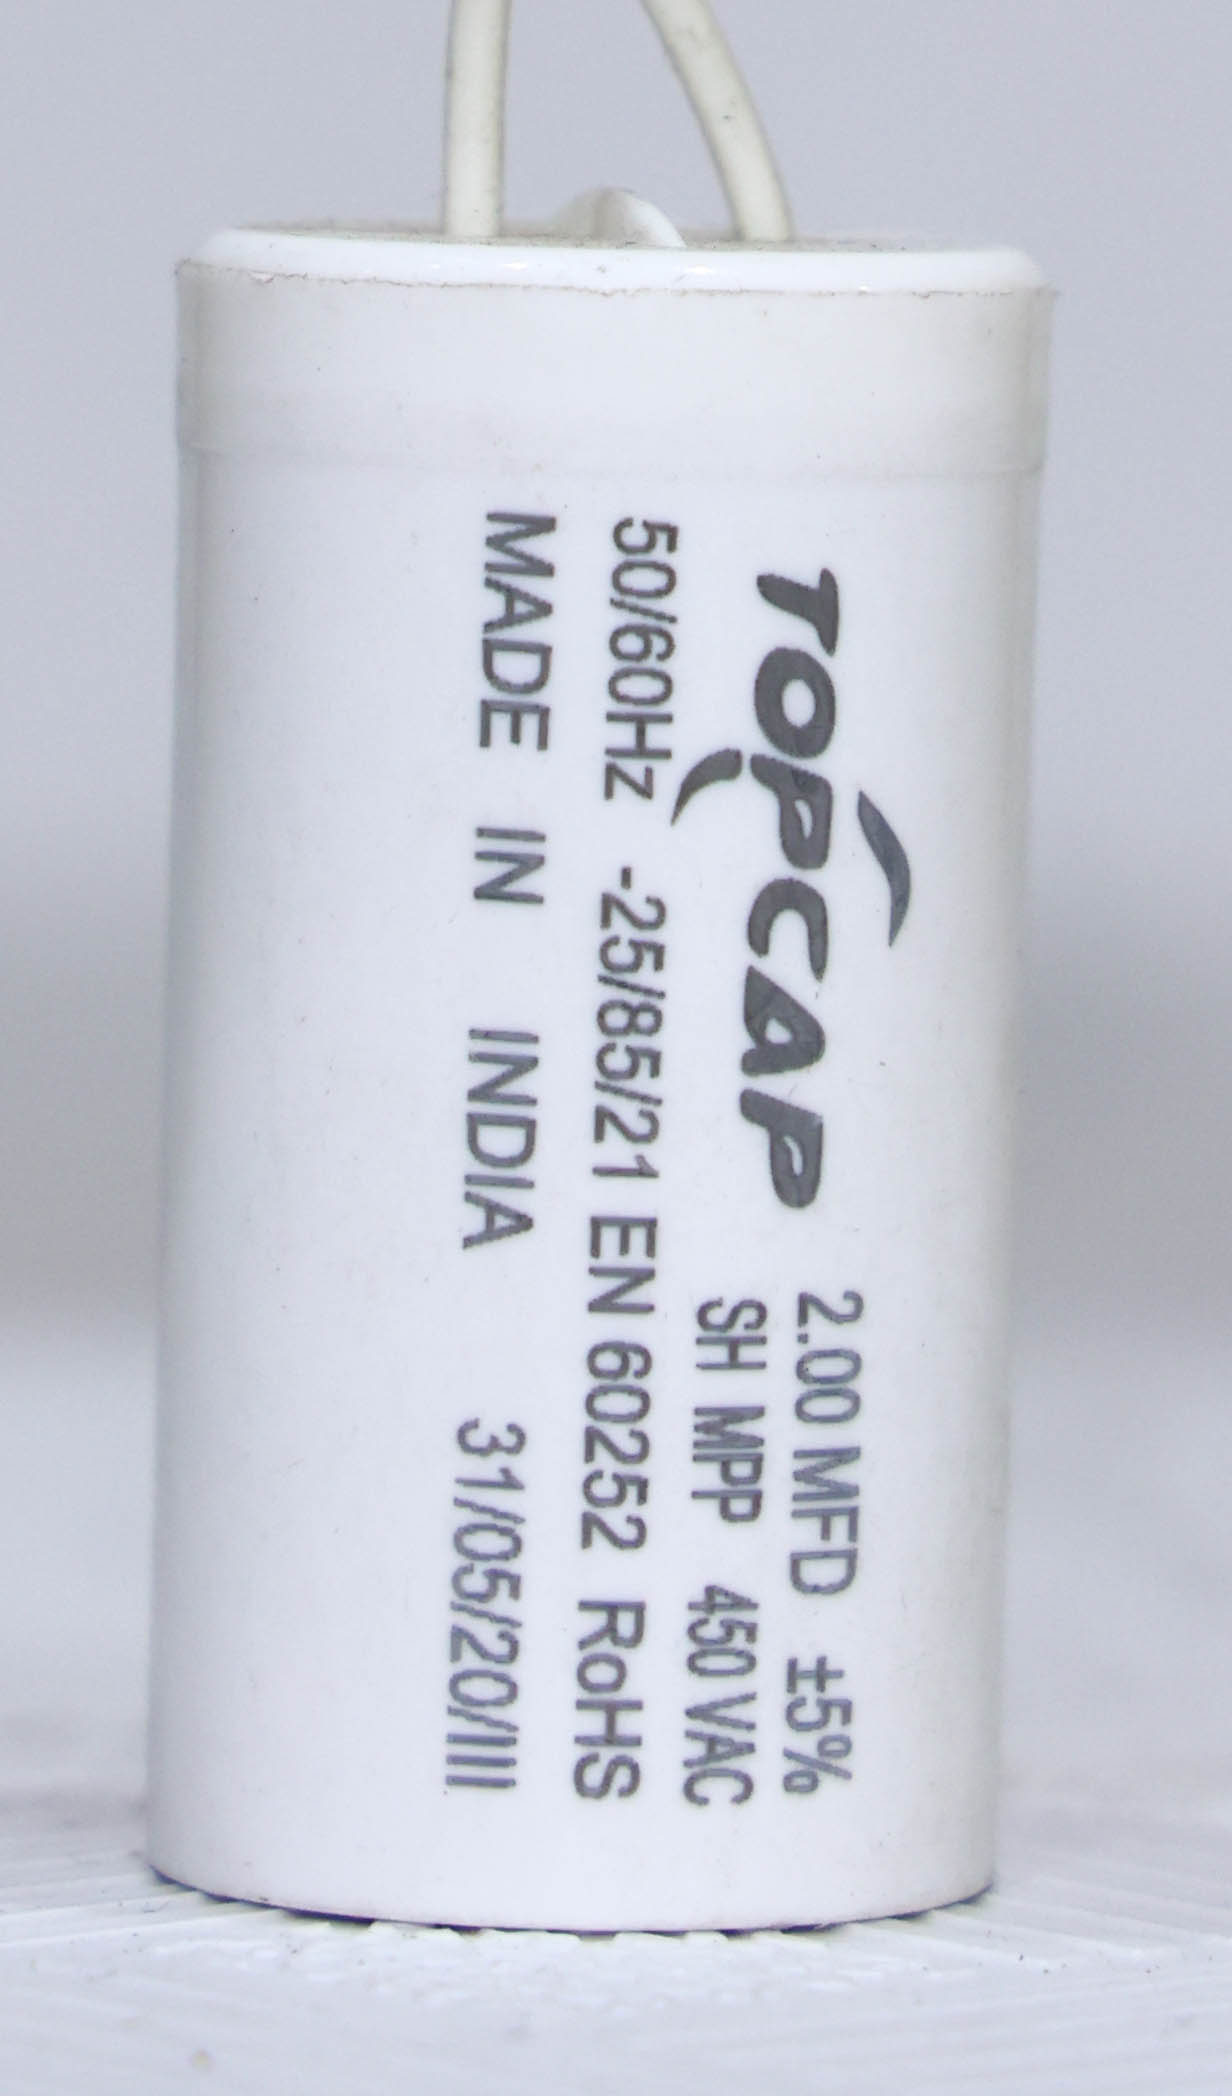 TOPCAP
2.00 MFD ±5%
SH MPP 450 VAC
50/60Hz -25/85/21 EN 60252 RoHS
MADE IN INDIA 31/05/20/III